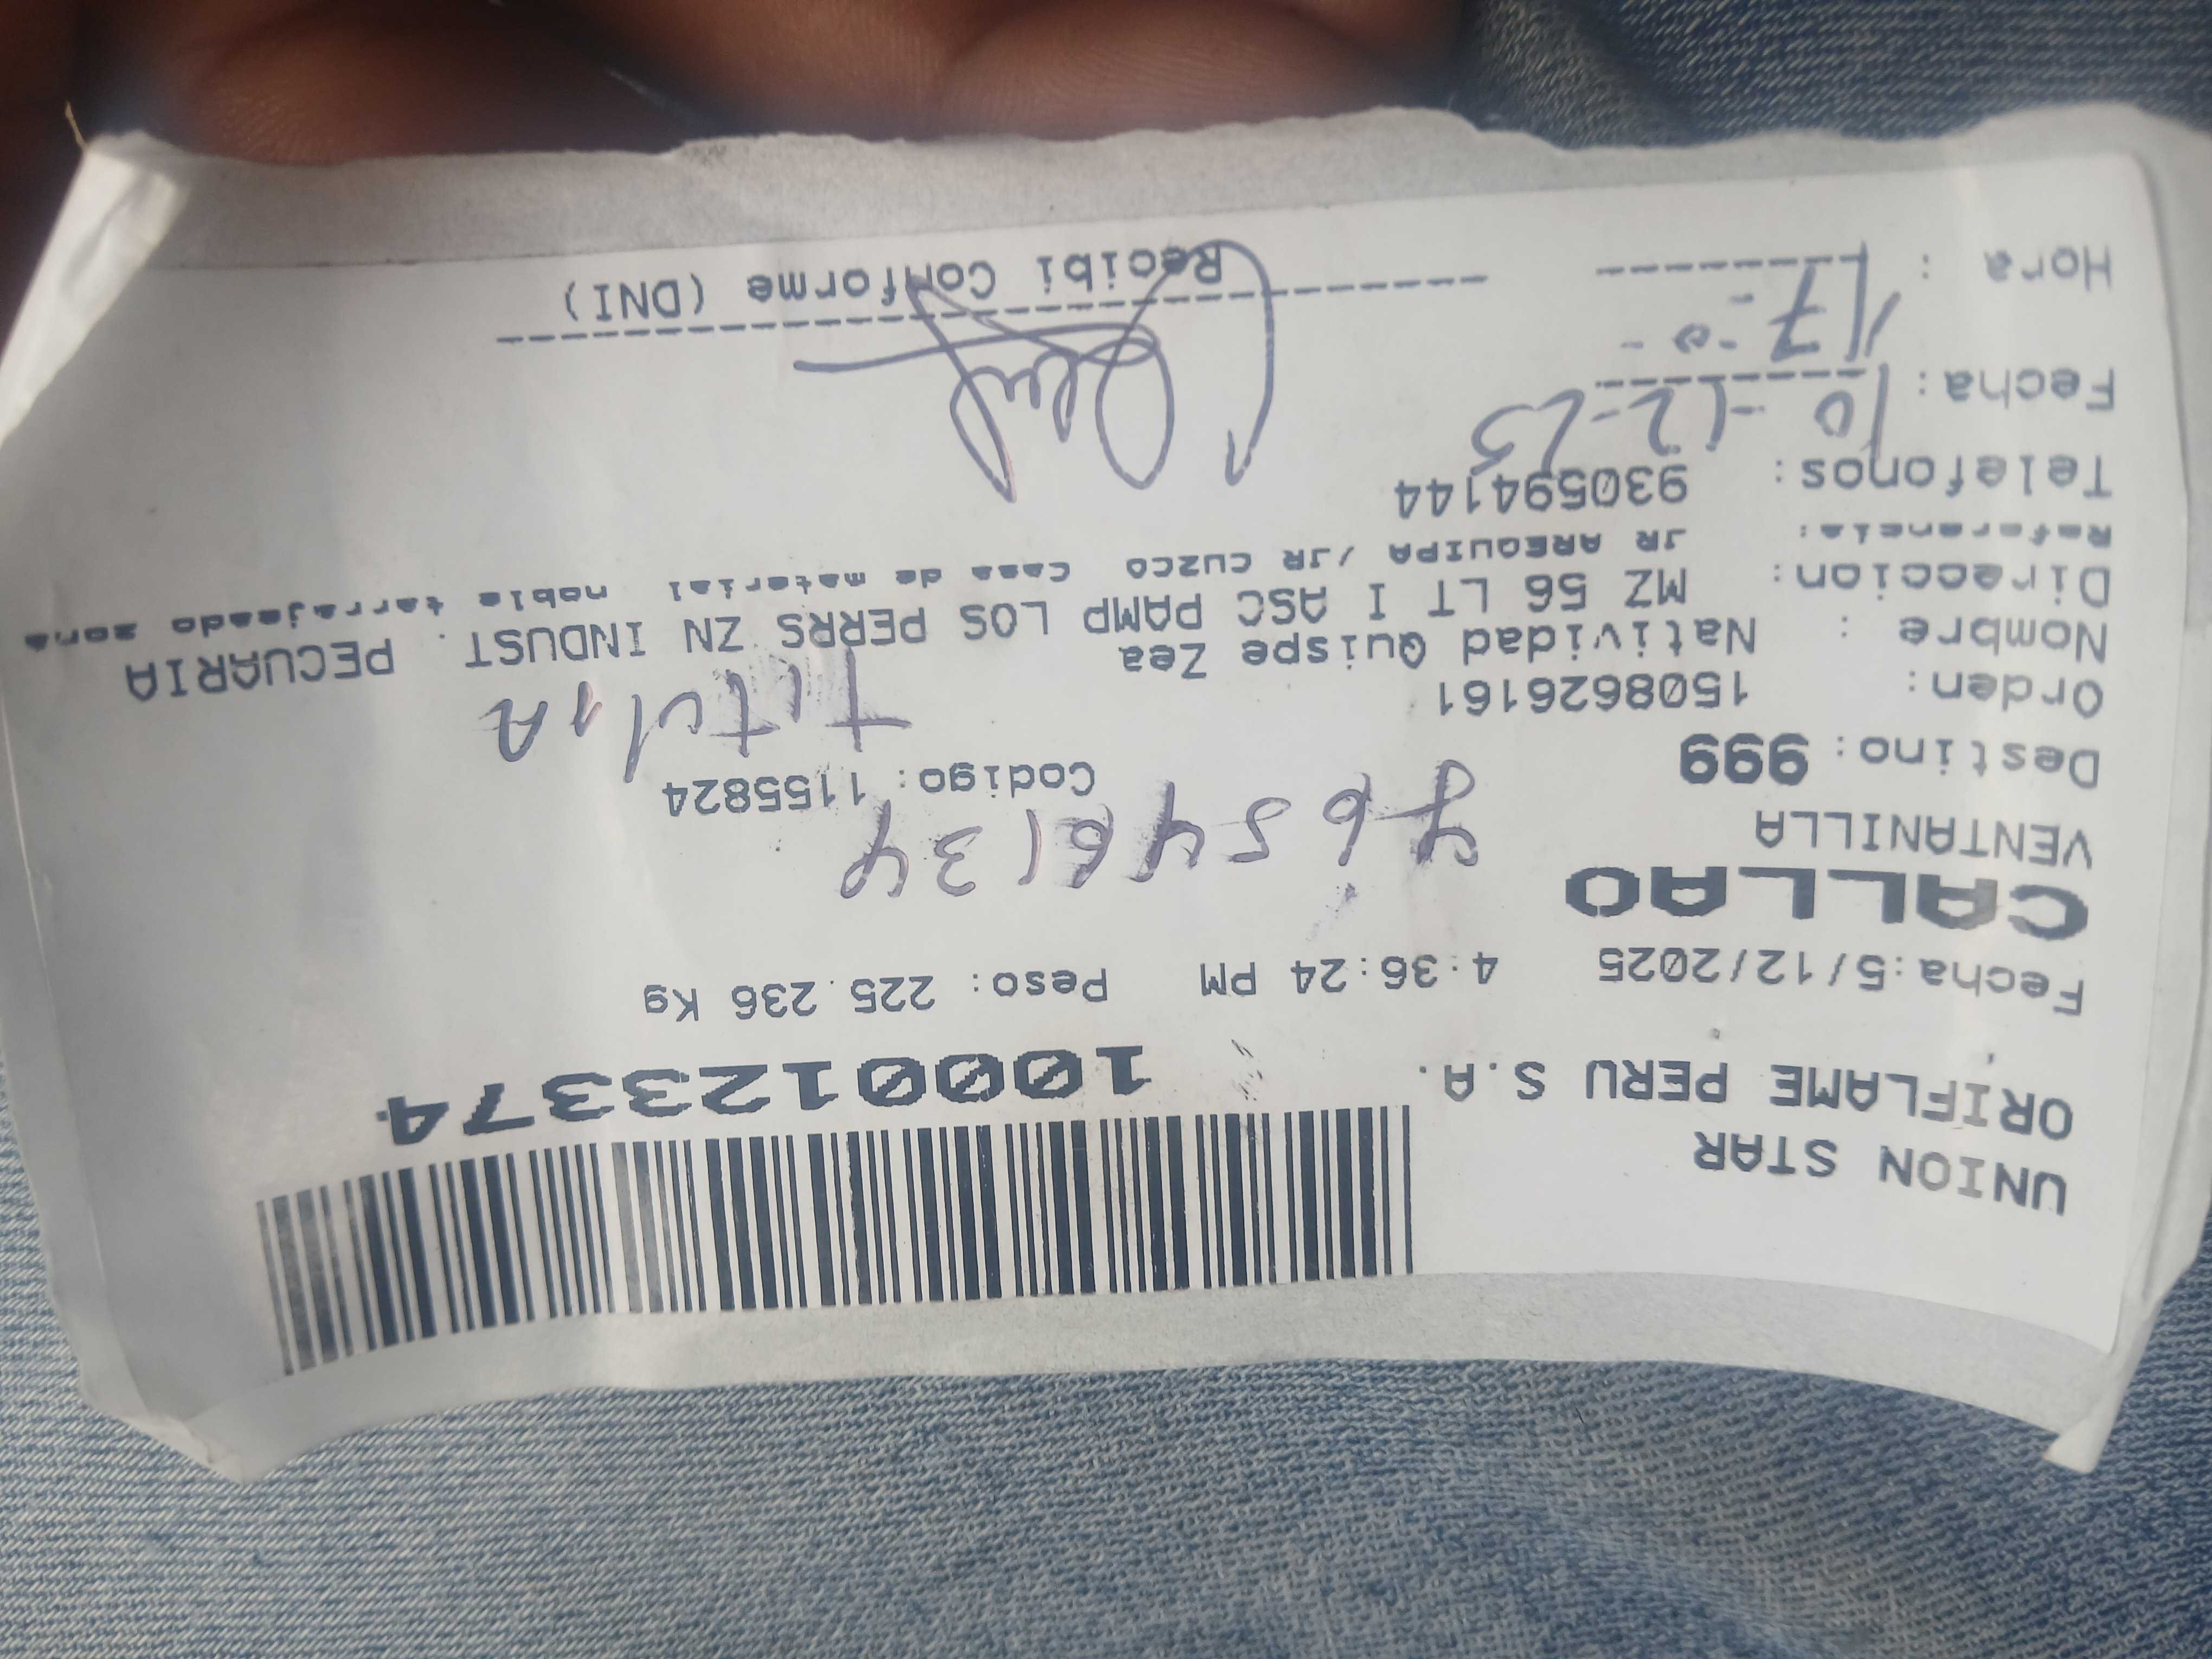 UNION STAR
ORIFLAME PERU S.A.
1000123374
Fecha:5/12/2025 4:36:24 PM Peso: 225.236 Kg
CALLAO
VENTANILLA
Destino: 999 Codigo: 1155824
Orden: 1508626161
Nombre : Natividad Quispe Zea
Direccion: MZ 56 LT I ASC PAMP LOS PERRS ZN INDUST. PECUARIA
Referencia: JR AREQUIPA /JR CUZCO Casa de material noble tarrajeado zona
Telefonos: 930594144
Fecha: 10-12-25
Hora :
Recibi Conforme (DNI)